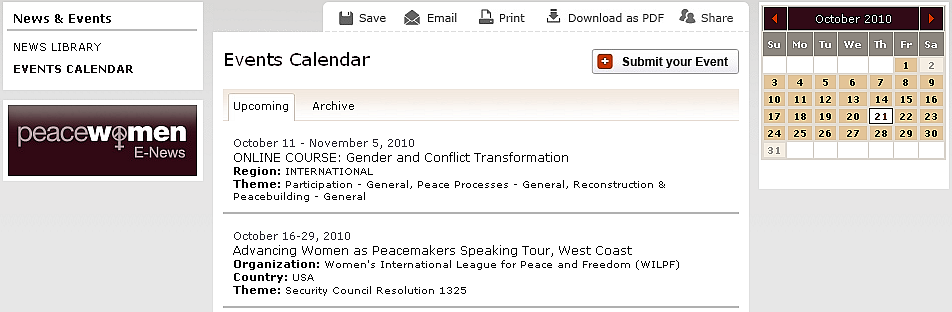 News & Events
NEWS LIBRARY
EVENTS CALENDAR
peacewomen
E-News
Save Email Print Download as PDF Share
Events Calendar
Submit your Event
Upcoming Archive
October 11 - November 5, 2010
ONLINE COURSE: Gender and Conflict Transformation
Region: INTERNATIONAL
Theme: Participation - General, Peace Processes - General, Reconstruction &
Peacebuilding - General
October 16-29, 2010
Advancing Women as Peacemakers Speaking Tour, West Coast
Organization: Women's International League for Peace and Freedom (WILPF)
Country: USA
Theme: Security Council Resolution 1325
October 2010
Su Mo Tu We Th Fr Sa
1 2
3 4 5 6 7 8 9
10 11 12 13 14 15 16
17 18 19 20 21 22 23
24 25 26 27 28 29 30
31